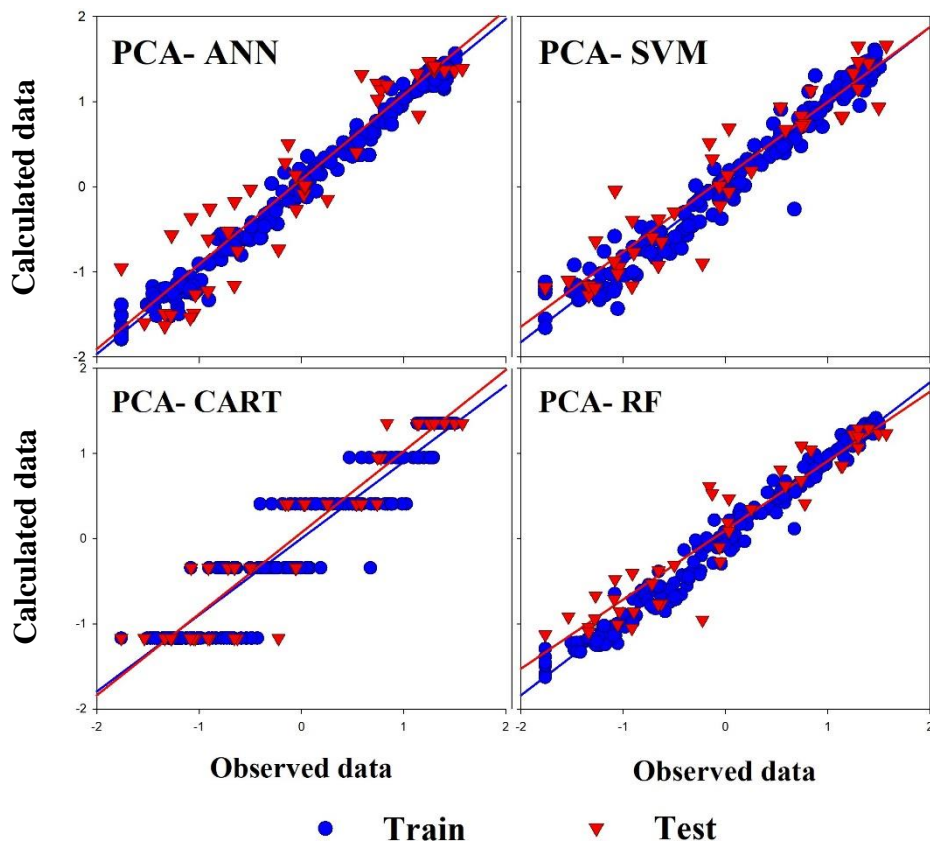 PCA- ANN
PCA- SVM
2
1
0
-1
-2
Calculated data
PCA- CART
PCA- RF
2
1
0
-1
-2
Calculated data
-2 -1 0 1 2
-2 -1 0 1 2
Observed data
Observed data
Train
Test